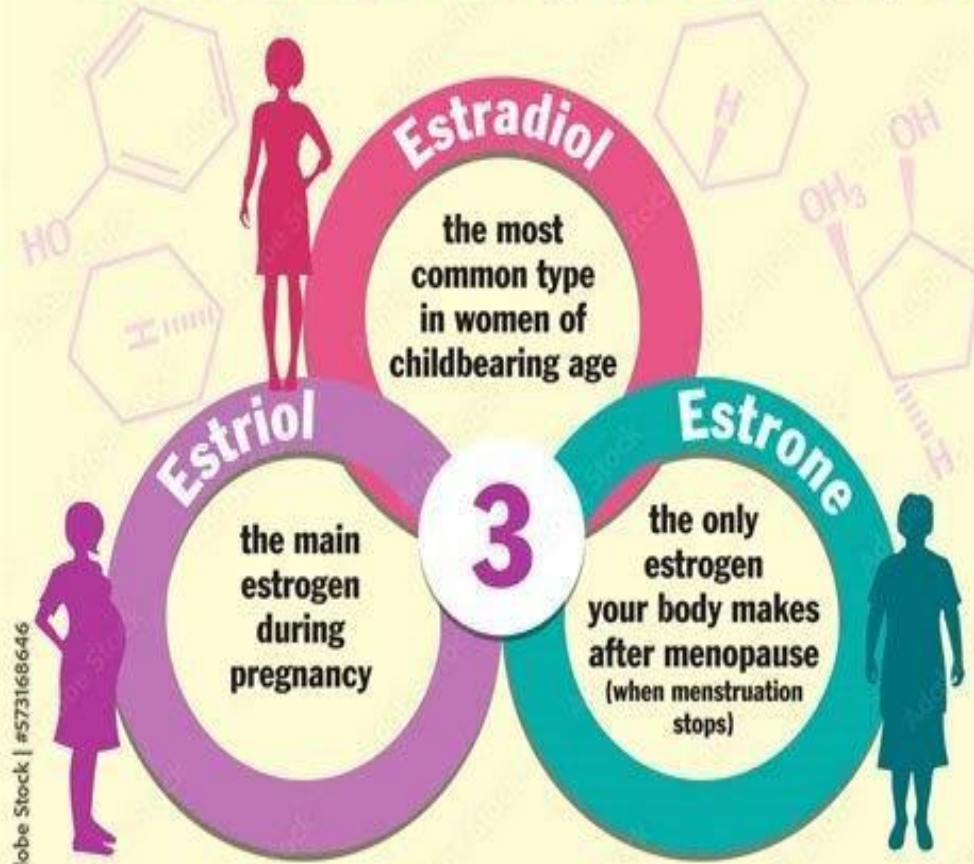 HO
H
H
OH
OH₃
H
Estradiol
the most
common type
in women of
childbearing age
Estriol
the main
estrogen
during
pregnancy
3
Estrone
the only
estrogen
your body makes
after menopause
(when menstruation
stops)
dobe Stock | #573168646